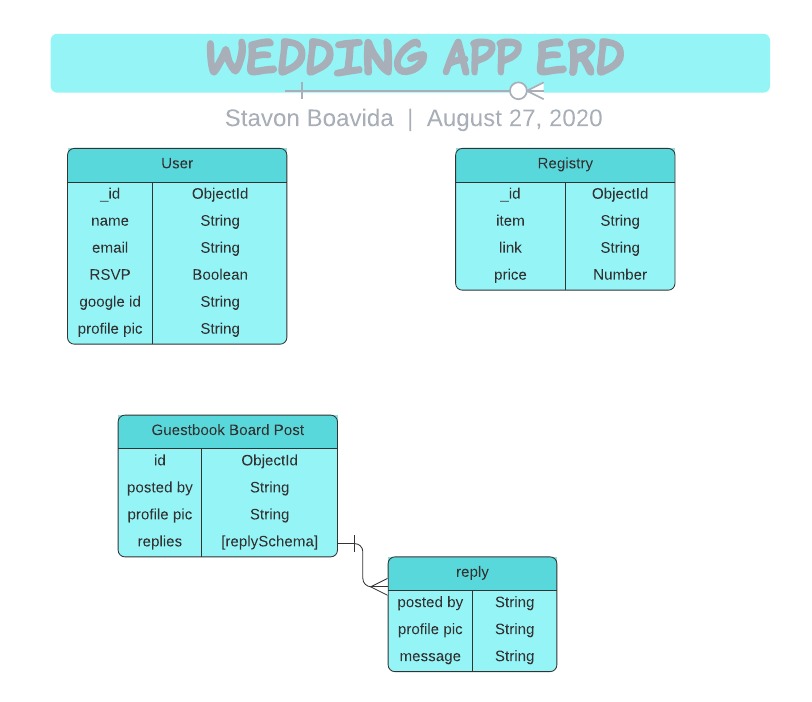 WEDDING APP ERD
Stavon Boavida | August 27, 2020
User
_id ObjectId
name String
email String
RSVP Boolean
google id String
profile pic String
Registry
_id ObjectId
item String
link String
price Number
Guestbook Board Post
id ObjectId
posted by String
profile pic String
replies [replySchema]
reply
posted by String
profile pic String
message String